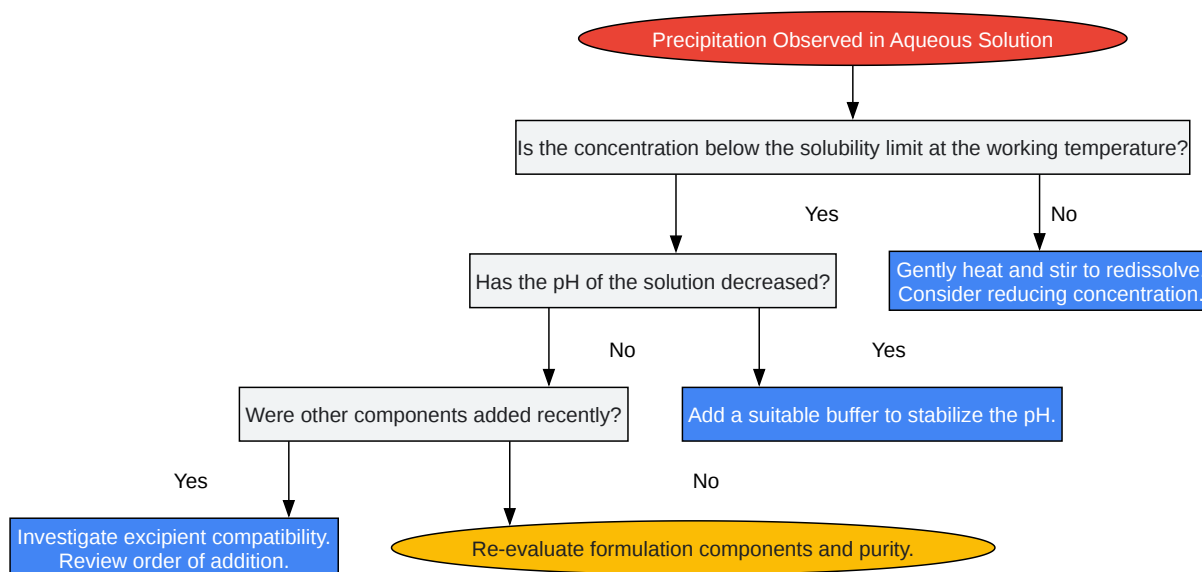 Precipitation Observed in Aqueous Solution
Is the concentration below the solubility limit at the working temperature?
Yes
No
Gently heat and stir to redissolve.
Consider reducing concentration.
Has the pH of the solution decreased?
No
Yes
Were other components added recently?
Add a suitable buffer to stabilize the pH.
Yes
No
Investigate excipient compatibility.
Review order of addition.
Re-evaluate formulation components and purity.